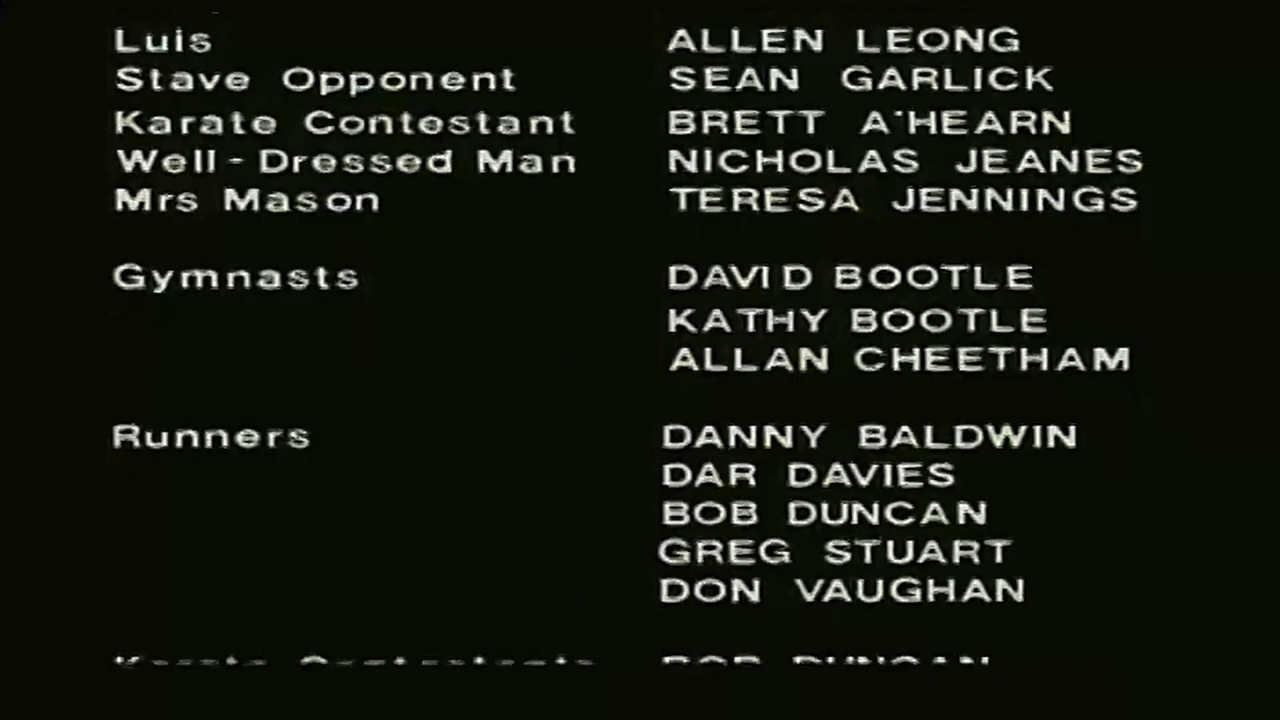 Luis ALLEN LEONG
Stave Opponent SEAN GARLICK
Karate Contestant BRETT A'HEARN
Well-Dressed Man NICHOLAS JEANES
Mrs Mason TERESA JENNINGS
Gymnasts DAVID BOOTLE
KATHY BOOTLE
ALLAN CHEETHAM
Runners DANNY BALDWIN
DAR DAVIES
BOB DUNCAN
GREG STUART
DON VAUGHAN